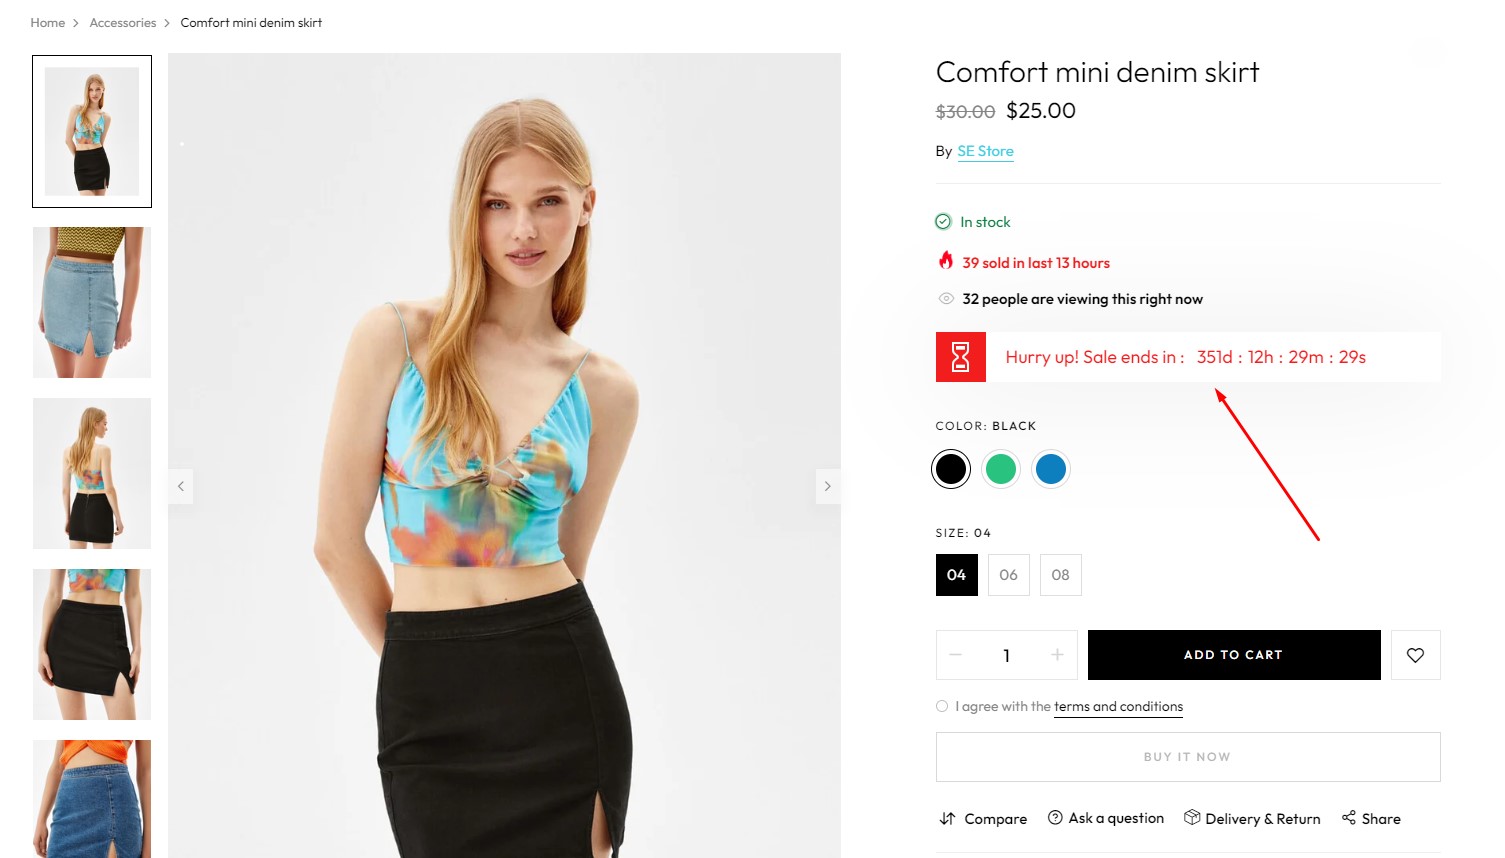 Home > Accessories > Comfort mini denim skirt
Comfort mini denim skirt
$30.00 $25.00
By SE Store
In stock
39 sold in last 13 hours
32 people are viewing this right now
Hurry up! Sale ends in : 351d : 12h : 29m : 29s
COLOR: BLACK
SIZE: 04
04 06 08
1 ADD TO CART
I agree with the terms and conditions
BUY IT NOW
Compare Ask a question Delivery & Return Share